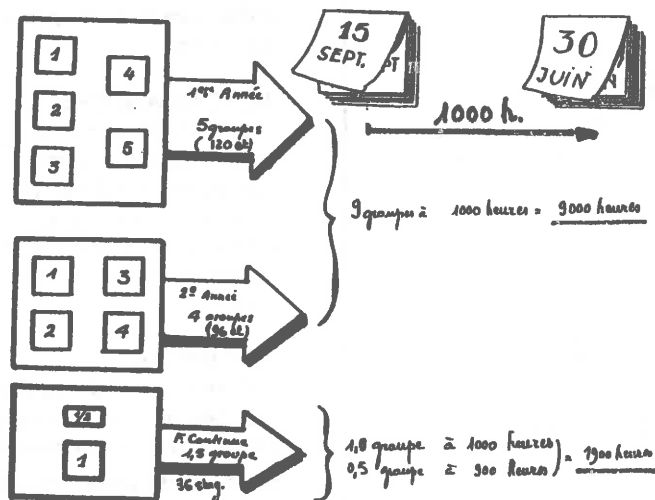 1
2
3
4
5
1ère Année
5 groupes
(120 ét)
15
SEPT.
PT
30
JUIN
N
1000 h.
9 groupes à 1000 heures = 9000 heures
1
2
3
4
2e Année
4 groupes
(96 ét)
1/2
1
F. Continue
1,5 groupe
36 stag.
1,0 groupe à 1000 heures
0,5 groupe à 900 heures
) = 1900 heures